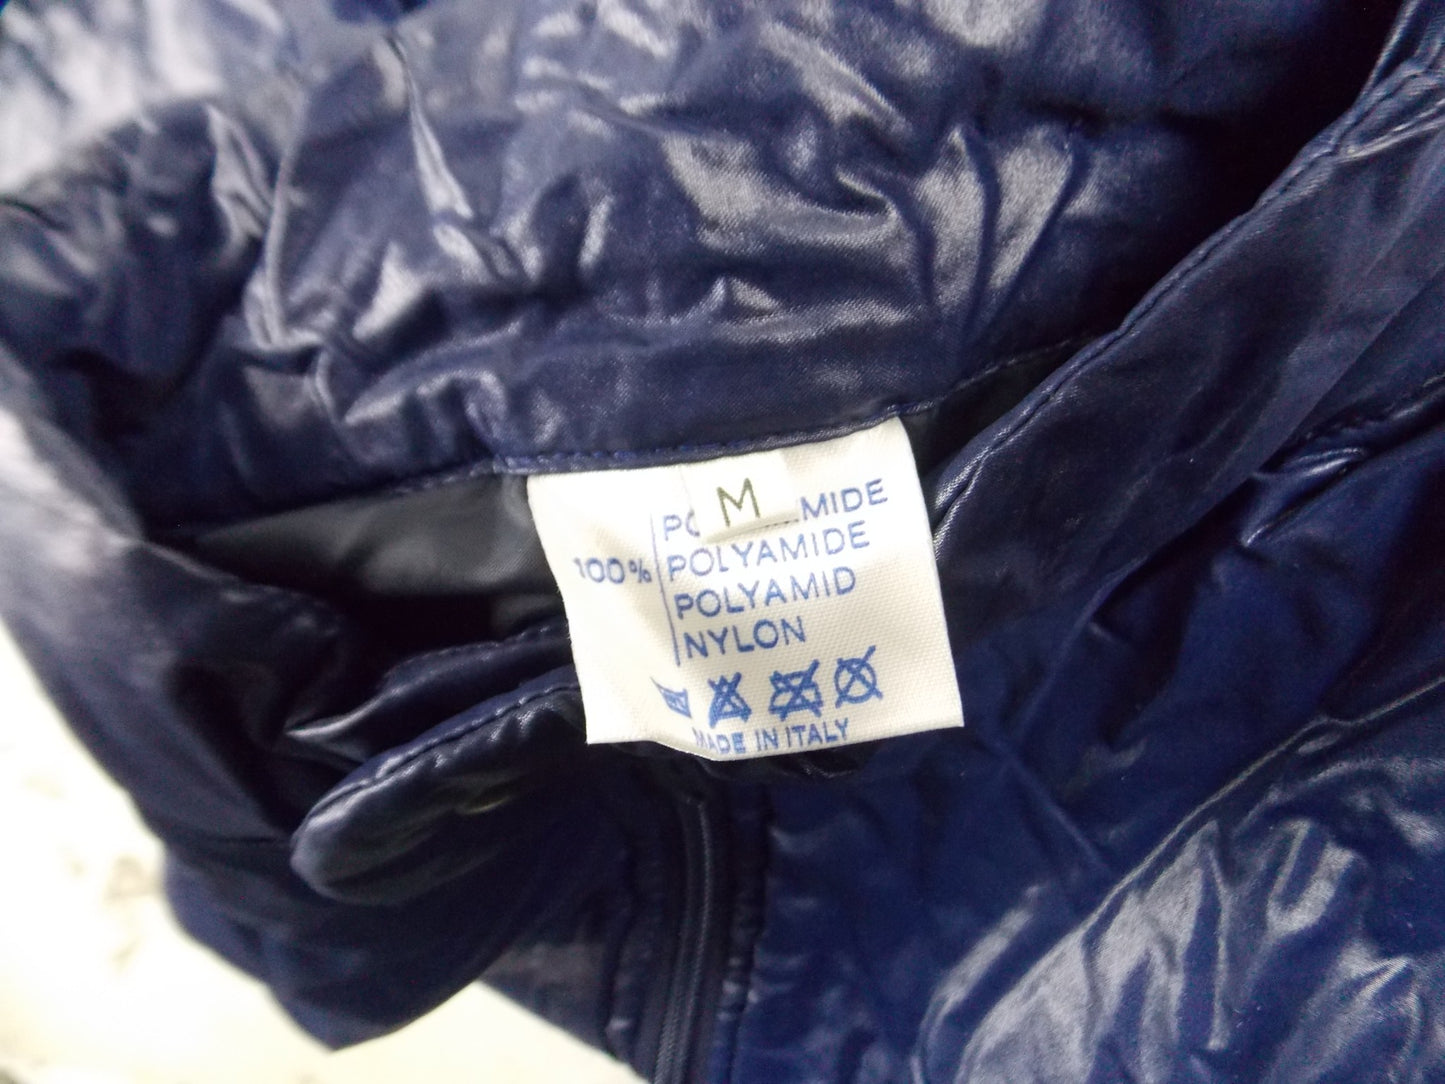 M
100%
POLYAMIDE
POLYAMID
NYLON
MADE IN ITALY